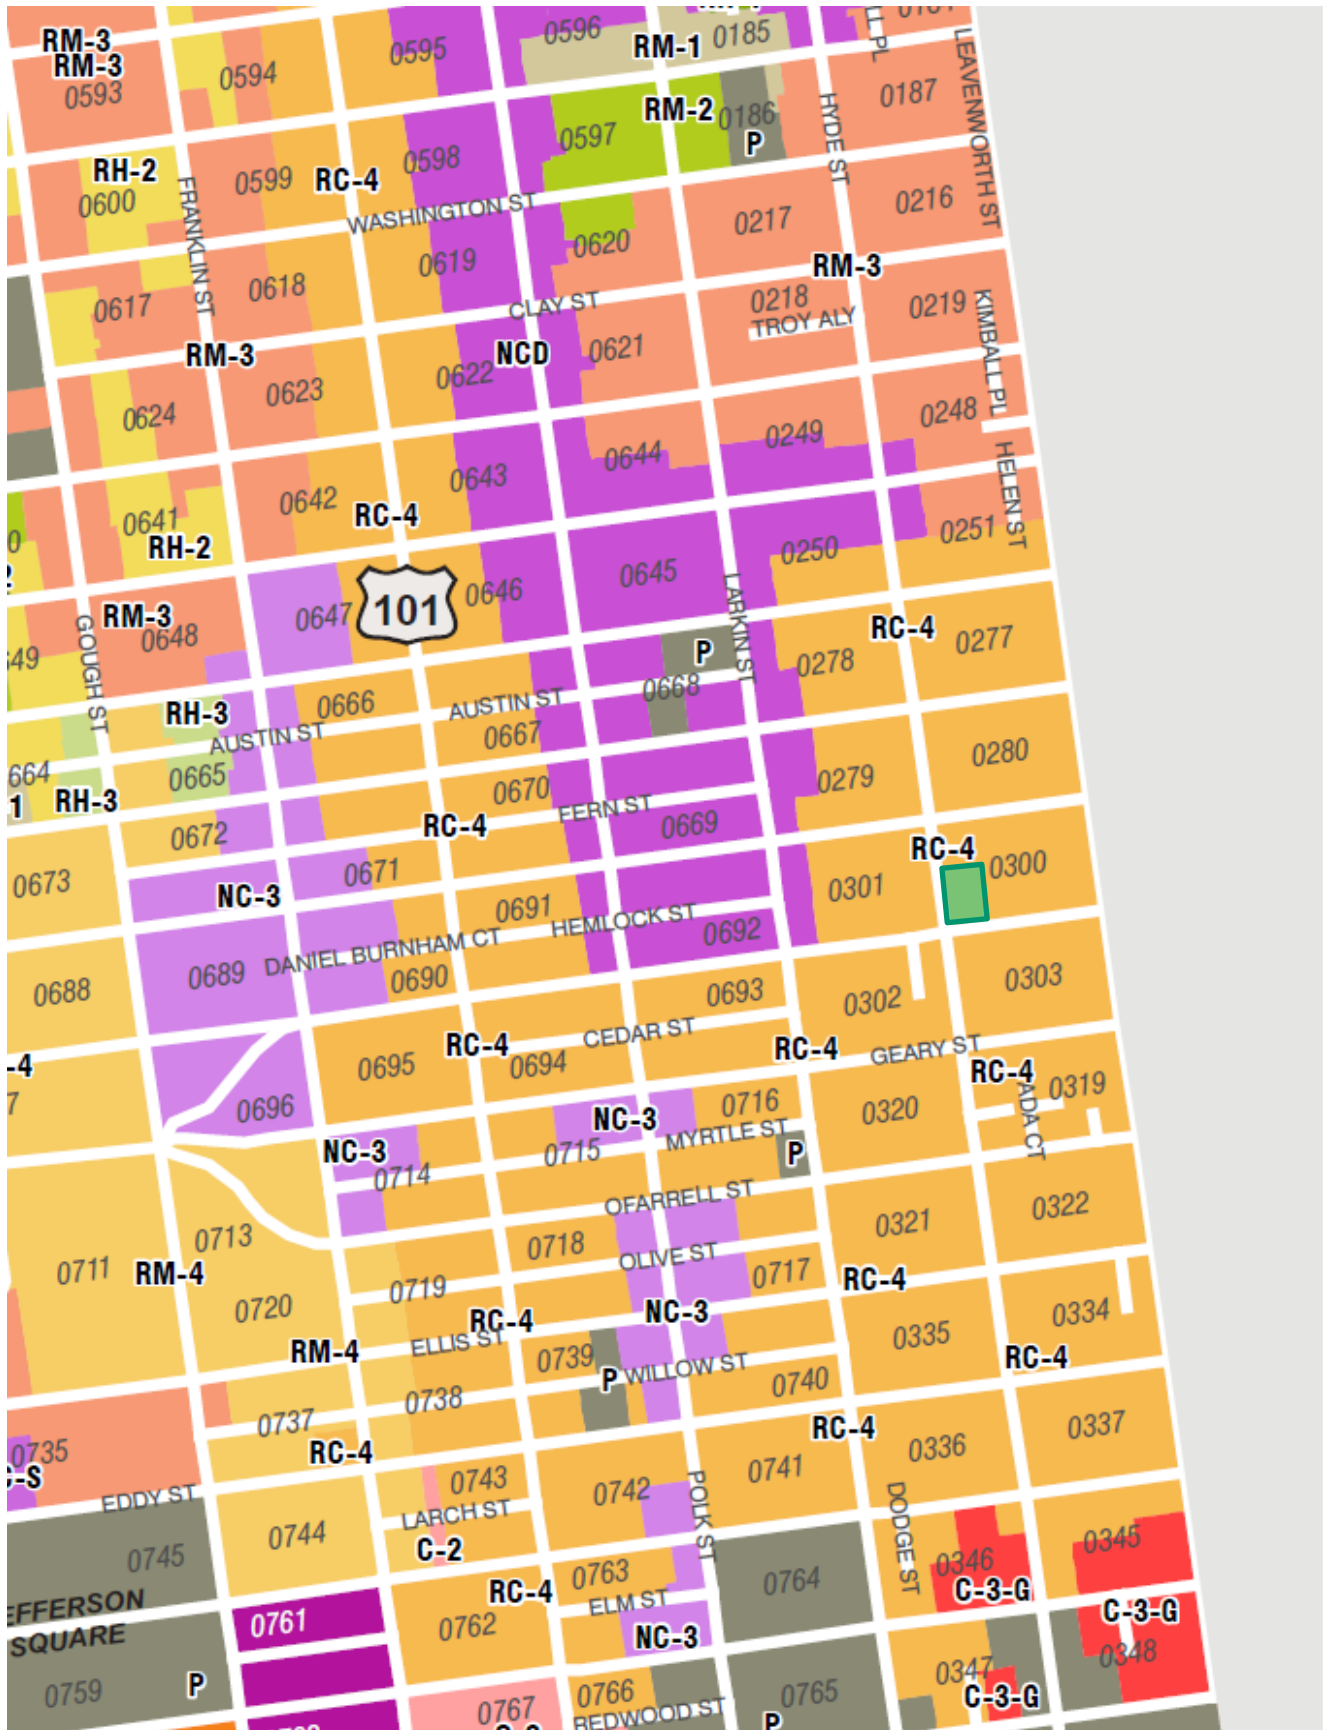 RM-3
RM-3
0593
0594
0595
0596
RM-1
0185
LEAVENWORTH ST
RM-2
0597
0186
P
HYDE ST
0187
RH-2
0600
FRANKLIN ST
0599
RC-4
0598
WASHINGTON ST
0217
0216
0617
0618
0619
0620
RM-3
CLAY ST
0218
TROY ALY
0219
KIMBALL PL
RM-3
NCD
0621
0624
0623
0622
0644
0249
0248
HELEN ST
0641
0642
0643
RC-4
RH-2
0250
0251
RM-3
0648
0647
101
0646
0645
LARKIN ST
RC-4
GOUGH ST
P
0278
0277
0668
RH-3
AUSTIN ST
0666
AUSTIN ST
0667
0665
RH-3
0670
FERN ST
0669
0279
0280
0672
RC-4
RC-4
0673
NC-3
0671
0691
HEMLOCK ST
0692
0301
0300
0688
0689
DANIEL BURNHAM CT
0690
0693
0302
0303
RC-4
0695
CEDAR ST
0694
RC-4
GEARY ST
RC-4
0319
ADA CT
0696
NC-3
0716
0320
NC-3
0714
0715
MYRTLE ST
P
OFARRELL ST
0713
0718
0321
0322
0711
RM-4
0719
OLIVE ST
0717
RC-4
0720
RC-4
NC-3
0335
0334
RM-4
ELLIS ST
0739
P
WILLOW ST
RC-4
0737
0738
0740
0735
RC-4
RC-4
0336
0337
0743
0742
0741
EDDY ST
LARCH ST
POLK ST
DODGE ST
0744
C-2
0745
0763
0764
0346
0345
RC-4
C-3-G
ELM ST
C-3-G
0761
0762
NC-3
SQUARE
0759
P
0766
0765
0347
0348
REDWOOD ST
C-3-G
0767
P